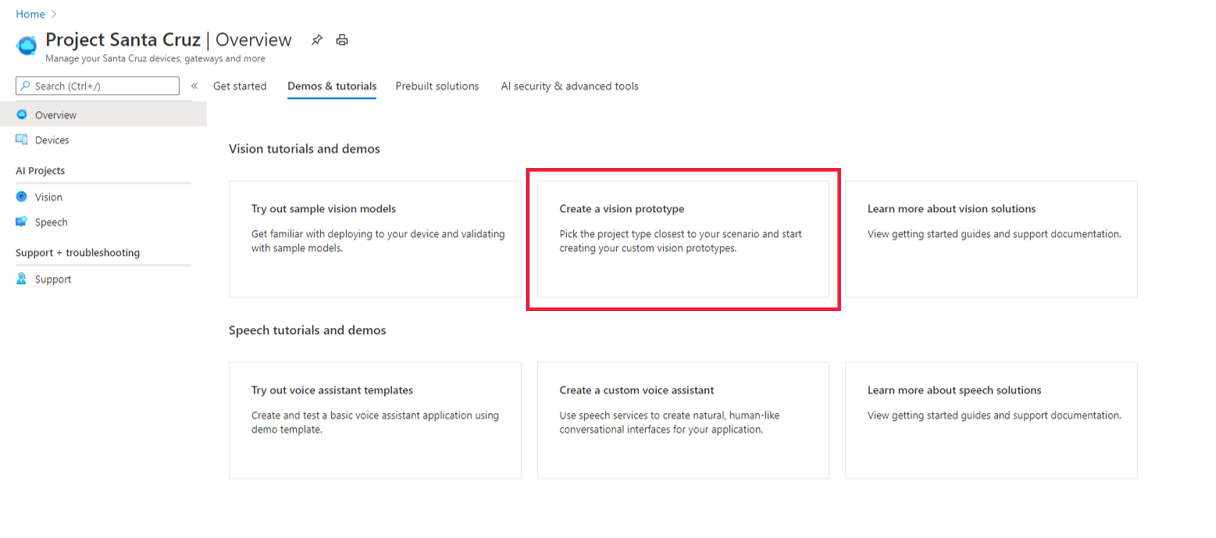 Home >
Project Santa Cruz | Overview
Manage your Santa Cruz devices, gateways and more
Search (Ctrl+/)
«
Get started
Demos & tutorials
Prebuilt solutions
AI security & advanced tools
Overview
Devices
AI Projects
Vision
Speech
Support + troubleshooting
Support
Vision tutorials and demos
Try out sample vision models
Get familiar with deploying to your device and validating
with sample models.
Create a vision prototype
Pick the project type closest to your scenario and start
creating your custom vision prototypes.
Learn more about vision solutions
View getting started guides and support documentation.
Speech tutorials and demos
Try out voice assistant templates
Create and test a basic voice assistant application using
demo template.
Create a custom voice assistant
Use speech services to create natural, human-like
conversational interfaces for your application.
Learn more about speech solutions
View getting started guides and support documentation.